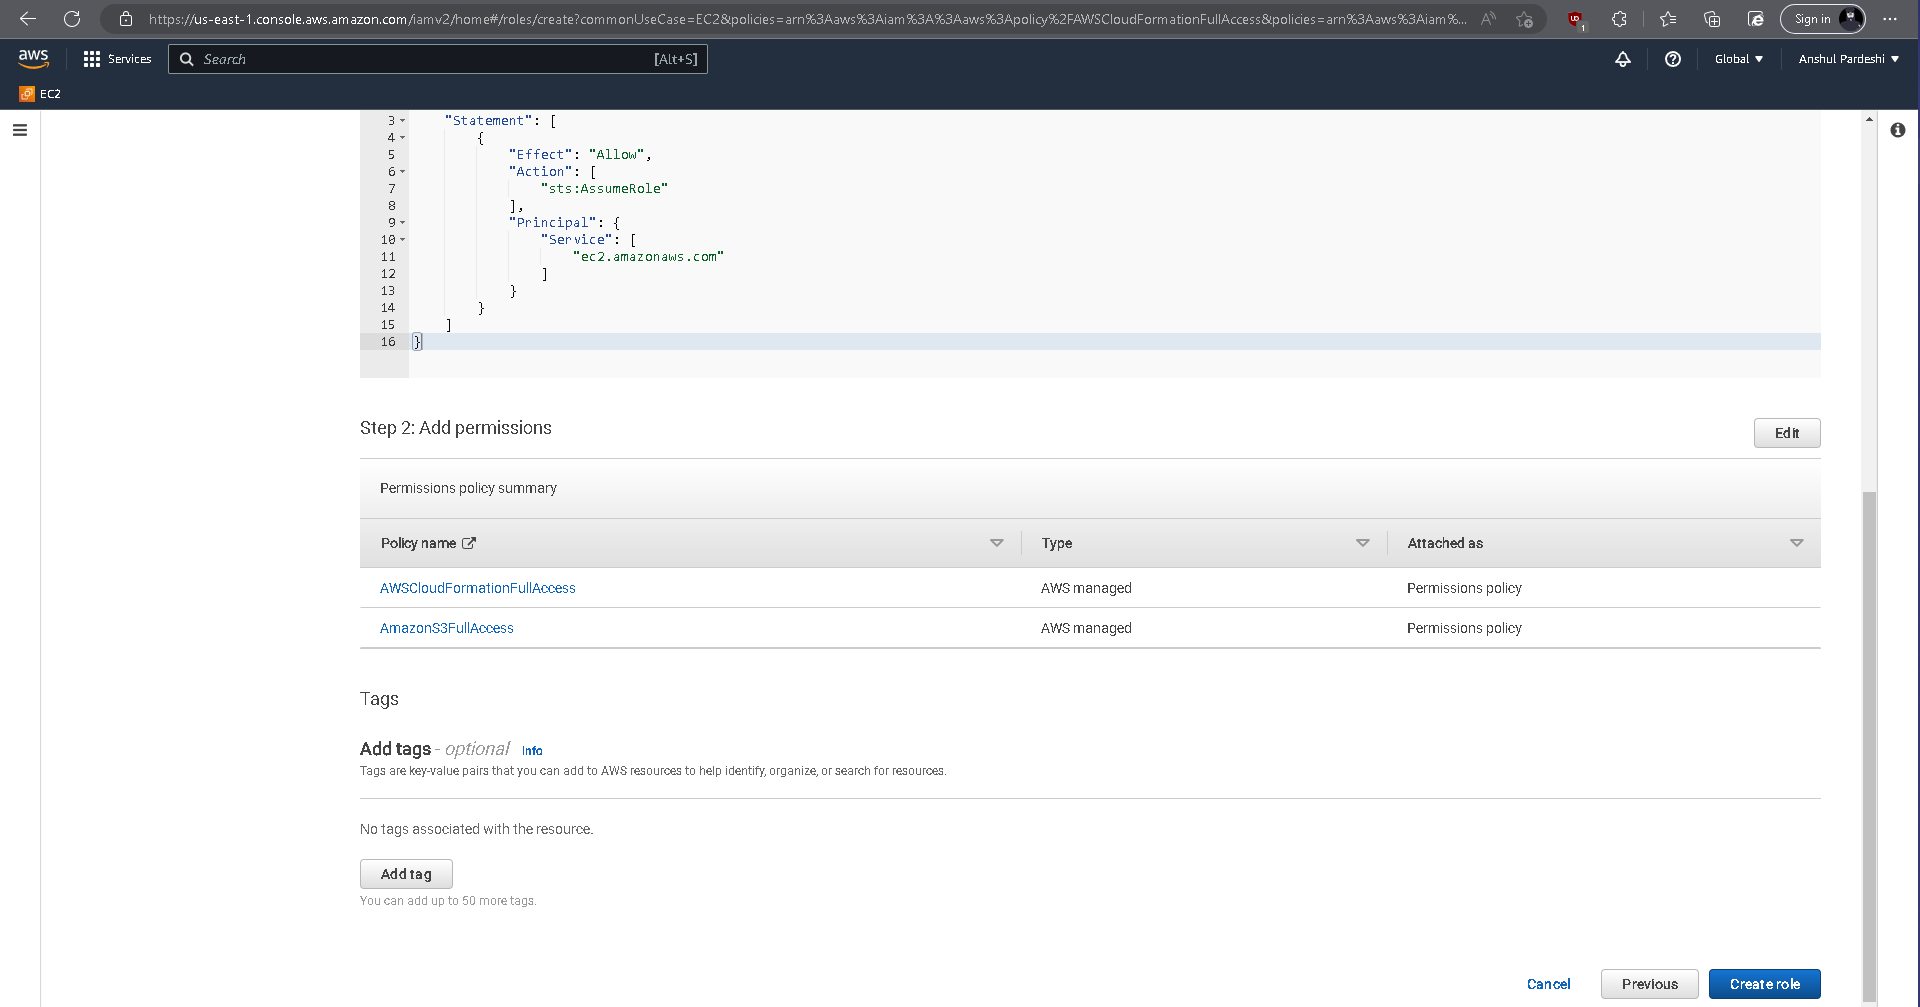 https://us-east-1.console.aws.amazon.com/iamv2/home#/roles/create?commonUseCase=EC2&policies=arn%3Aaws%3Aiam%3A%3Aaws%3Apolicy%2FAWSCloudFormationFullAccess&policies=arn%3Aaws%3Aiam%...
1
Sign in
aws
Services
Search
[Alt+S]
Global
Anshul Pardeshi
EC2
3 "Statement": [
4 {
5 "Effect": "Allow",
6 "Action": [
7 "sts:AssumeRole"
8 ],
9 "Principal": {
10 "Service": [
11 "ec2.amazonaws.com"
12 ]
13 }
14 }
15 ]
16 }
Step 2: Add permissions
Edit
Permissions policy summary
Policy name Type Attached as
AWSCloudFormationFullAccess AWS managed Permissions policy
AmazonS3FullAccess AWS managed Permissions policy
Tags
Add tags - optional Info
Tags are key-value pairs that you can add to AWS resources to help identify, organize, or search for resources.
No tags associated with the resource.
Add tag
You can add up to 50 more tags.
Cancel Previous Create role